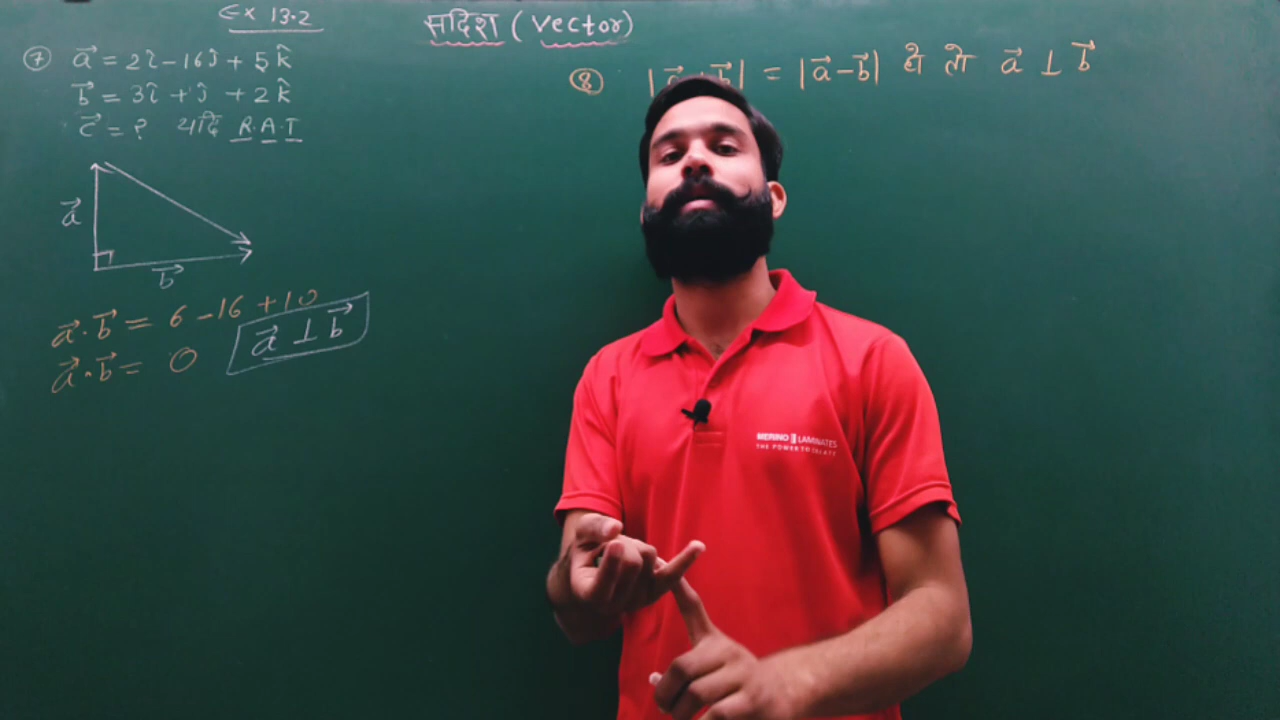 Ex 13.2
सदिश (Vector)
⑦ a⃗ = 2î - 16ĵ + 5k̂
b⃗ = 3î + ĵ + 2k̂
c⃗ = ? यदि R.A.T
a⃗
b⃗
a⃗·b⃗ = 6 - 16 + 10
a⃗·b⃗ = 0
a⃗ ⊥ b⃗
⑧ |a⃗ + b⃗| = |a⃗ - b⃗| हो तो a⃗ ⊥ b⃗
MERINO LAMINATES
THE POWER TO CREATE